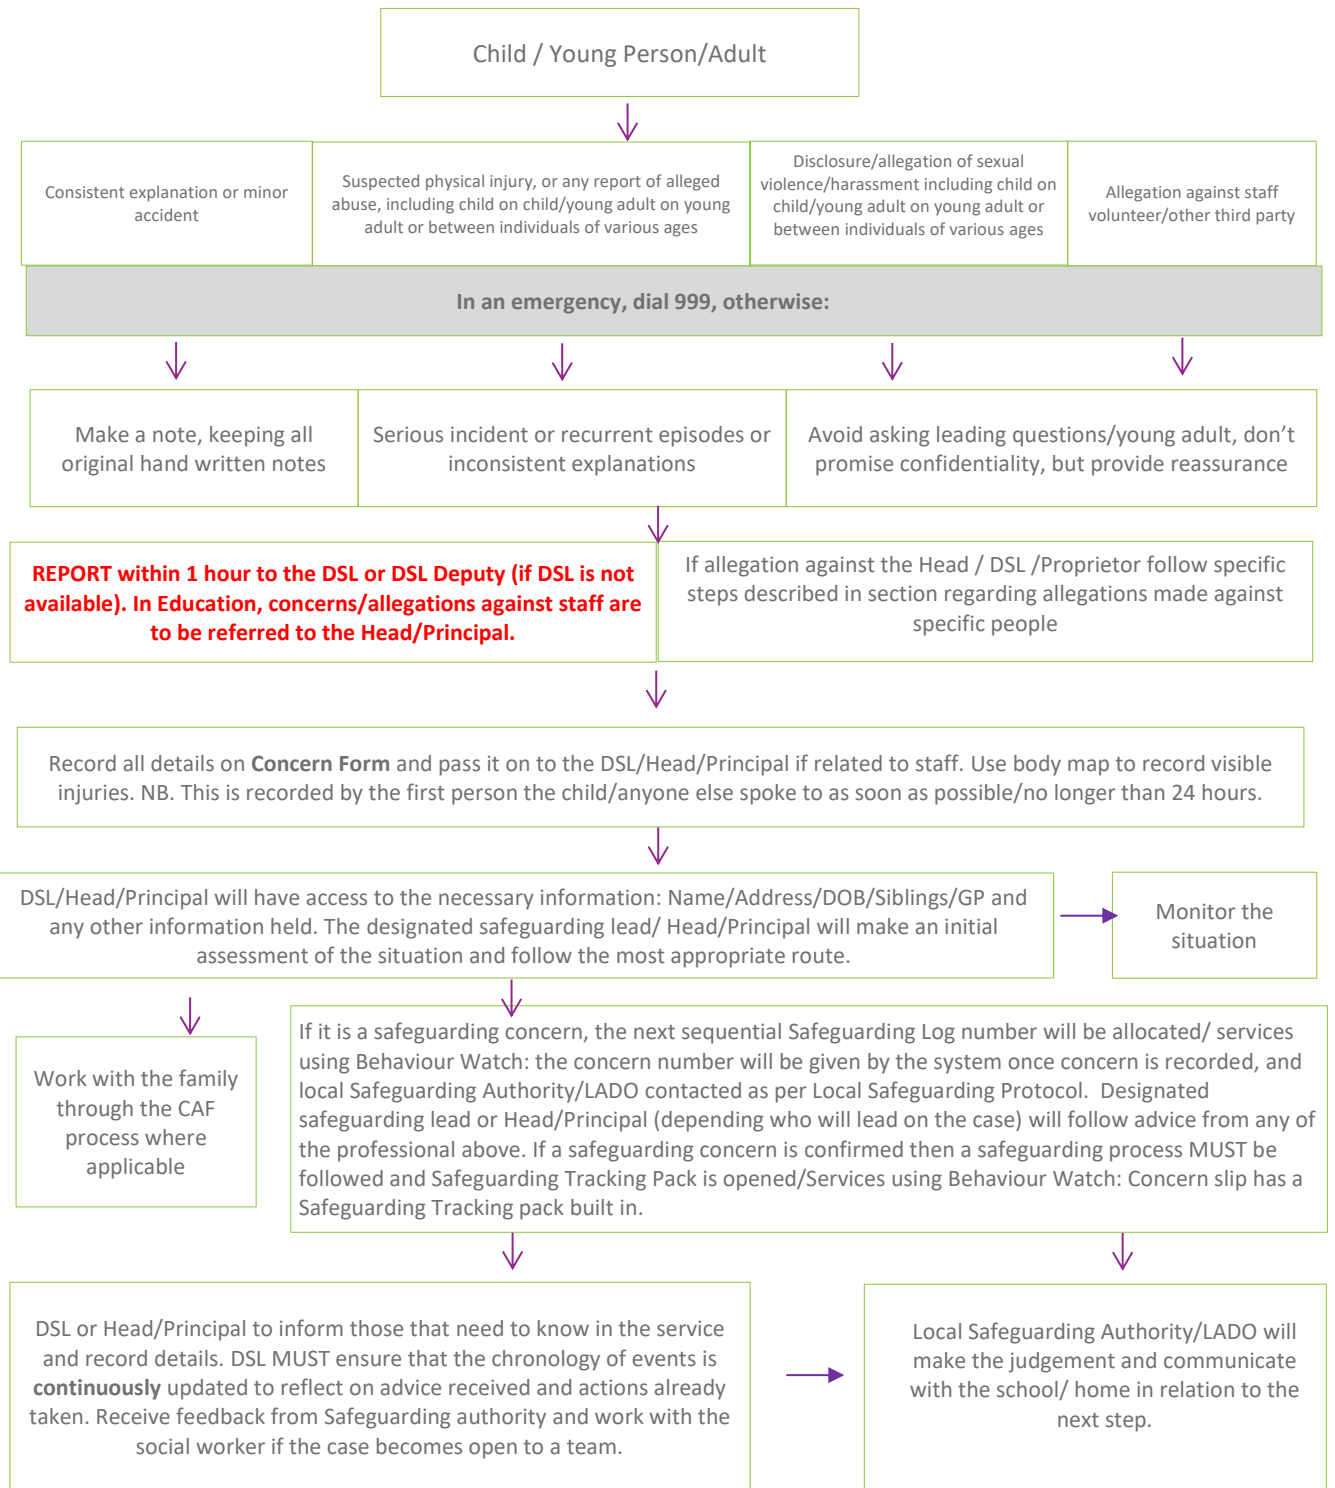 Child / Young Person/Adult
Consistent explanation or minor
accident
Suspected physical injury, or any report of alleged
abuse, including child on child/young adult on young
adult or between individuals of various ages
Disclosure/allegation of sexual
violence/harassment including child on
child/young adult on young adult or
between individuals of various ages
Allegation against staff
volunteer/other third party
In an emergency, dial 999, otherwise:
Make a note, keeping all
original hand written notes
Serious incident or recurrent episodes or
inconsistent explanations
Avoid asking leading questions/young adult, don’t
promise confidentiality, but provide reassurance
REPORT within 1 hour to the DSL or DSL Deputy (if DSL is not
available). In Education, concerns/allegations against staff are
to be referred to the Head/Principal.
If allegation against the Head / DSL /Proprietor follow specific
steps described in section regarding allegations made against
specific people
Record all details on Concern Form and pass it on to the DSL/Head/Principal if related to staff. Use body map to record visible
injuries. NB. This is recorded by the first person the child/anyone else spoke to as soon as possible/no longer than 24 hours.
DSL/Head/Principal will have access to the necessary information: Name/Address/DOB/Siblings/GP and
any other information held. The designated safeguarding lead/ Head/Principal will make an initial
assessment of the situation and follow the most appropriate route.
Monitor the
situation
Work with the family
through the CAF
process where
applicable
If it is a safeguarding concern, the next sequential Safeguarding Log number will be allocated/ services
using Behaviour Watch: the concern number will be given by the system once concern is recorded, and
local Safeguarding Authority/LADO contacted as per Local Safeguarding Protocol. Designated
safeguarding lead or Head/Principal (depending who will lead on the case) will follow advice from any of
the professional above. If a safeguarding concern is confirmed then a safeguarding process MUST be
followed and Safeguarding Tracking Pack is opened/Services using Behaviour Watch: Concern slip has a
Safeguarding Tracking pack built in.
DSL or Head/Principal to inform those that need to know in the service
and record details. DSL MUST ensure that the chronology of events is
continuously updated to reflect on advice received and actions already
taken. Receive feedback from Safeguarding authority and work with the
social worker if the case becomes open to a team.
Local Safeguarding Authority/LADO will
make the judgement and communicate
with the school/ home in relation to the
next step.